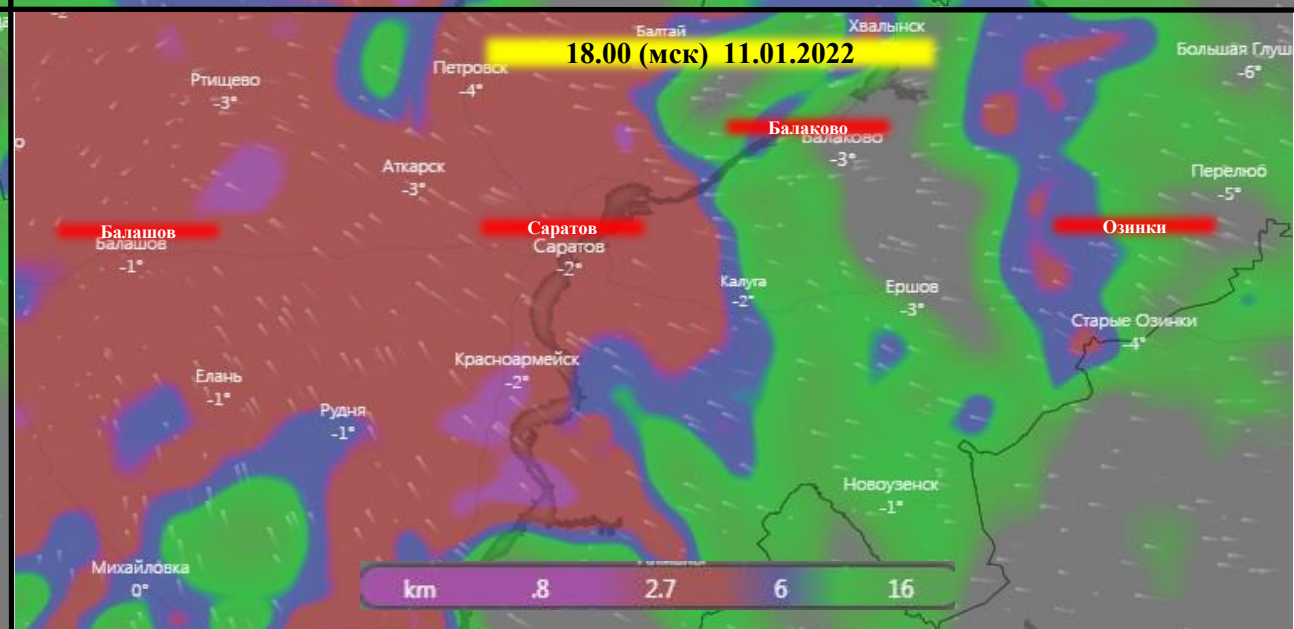 -2°
Балтай
Хвалынск
18.00 (мск) 11.01.2022
Большая Глуш
-6°
Петровск
-4°
Ртищево
-3°
Балаково
Балаково
-3°
Аткарск
-3°
Перелюб
-5°
Балашов
Балашов
-1°
Саратов
Саратов
-2°
Озинки
Калуга
-2°
Ершов
-3°
Старые Озинки
-4°
Красноармейск
-2°
Елань
-1°
Рудня
-1°
Новоузенск
-1°
Михайловка
0°
km .8 2.7 6 16